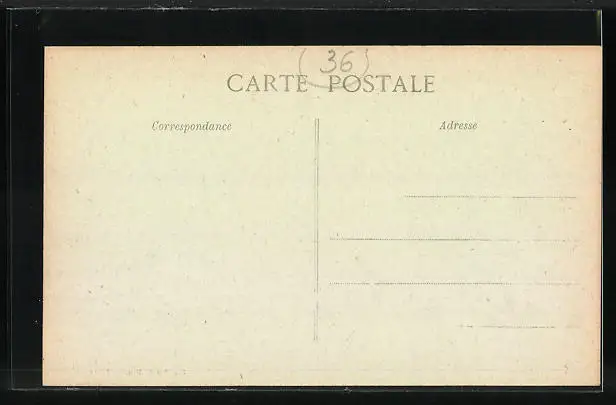 (36)
CARTE POSTALE
Correspondance
Adresse